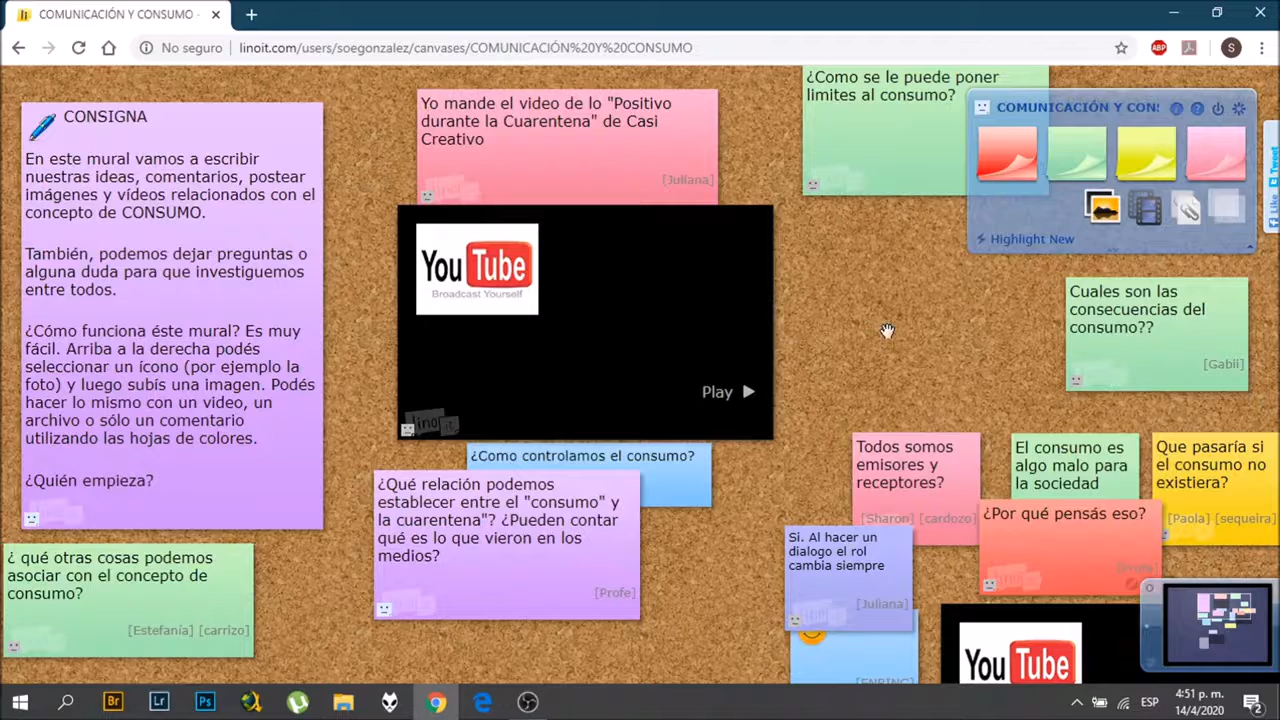 COMUNICACIÓN Y CONSUMO -
No seguro
linoit.com/users/soegonzalez/canvases/COMUNICACIÓN%20Y%20CONSUMO
ABP
S
CONSIGNA
En este mural vamos a escribir
nuestras ideas, comentarios, postear
imágenes y vídeos relacionados con el
concepto de CONSUMO.
También, podemos dejar preguntas o
alguna duda para que investiguemos
entre todos.
¿Cómo funciona éste mural? Es muy
fácil. Arriba a la derecha podés
seleccionar un ícono (por ejemplo la
foto) y luego subís una imagen. Podés
hacer lo mismo con un video, un
archivo o sólo un comentario
utilizando las hojas de colores.
¿Quién empieza?
Yo mande el video de lo "Positivo
durante la Cuarentena" de Casi
Creativo
[Juliana]
¿Como se le puede poner
limites al consumo?
COMUNICACIÓN Y CON
Highlight New
Tweet
Like
YouTube
Broadcast Yourself
Play
linoit
Cuales son las
consecuencias del
consumo??
[Gabii]
¿Como controlamos el consumo?
¿Qué relación podemos
establecer entre el "consumo" y
la cuarentena"? ¿Pueden contar
qué es lo que vieron en los
medios?
[Profe]
Todos somos
emisores y
receptores?
[Sharon] [cardozo]
El consumo es
algo malo para
la sociedad
Que pasaría si
el consumo no
existiera?
[Paola] [sequeira]
¿Por qué pensás eso?
Si. Al hacer un
dialogo el rol
cambia siempre
[Juliana]
¿ qué otras cosas podemos
asociar con el concepto de
consumo?
[Estefanía] [carrizo]
YouTube
Br
Lr
Ps
ESP
4:51 p. m.
14/4/2020
2